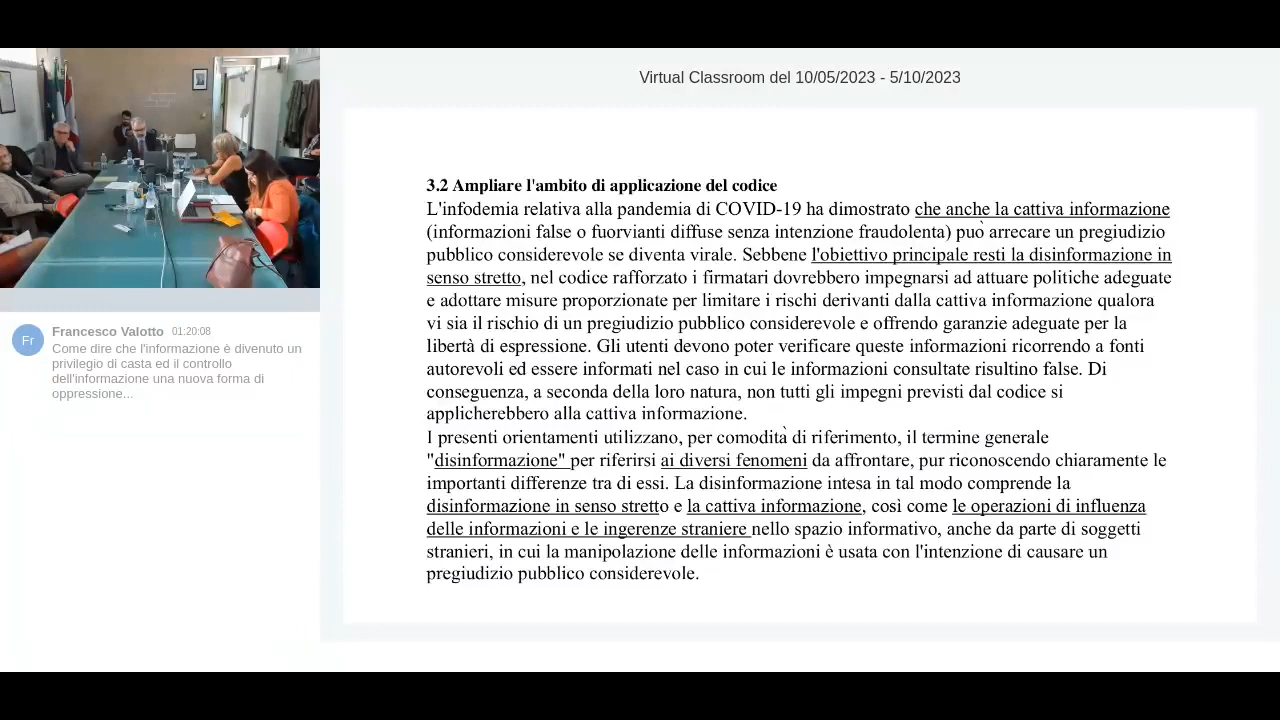 Virtual Classroom del 10/05/2023 - 5/10/2023
Fr
Francesco Valotto 01:20:08
Come dire che l'informazione è divenuto un
privilegio di casta ed il controllo
dell'informazione una nuova forma di
oppressione...
3.2 Ampliare l'ambito di applicazione del codice
L'infodemia relativa alla pandemia di COVID-19 ha dimostrato che anche la cattiva informazione
(informazioni false o fuorvianti diffuse senza intenzione fraudolenta) può arrecare un pregiudizio
pubblico considerevole se diventa virale. Sebbene l'obiettivo principale resti la disinformazione in
senso stretto, nel codice rafforzato i firmatari dovrebbero impegnarsi ad attuare politiche adeguate
e adottare misure proporzionate per limitare i rischi derivanti dalla cattiva informazione qualora
vi sia il rischio di un pregiudizio pubblico considerevole e offrendo garanzie adeguate per la
libertà di espressione. Gli utenti devono poter verificare queste informazioni ricorrendo a fonti
autorevoli ed essere informati nel caso in cui le informazioni consultate risultino false. Di
conseguenza, a seconda della loro natura, non tutti gli impegni previsti dal codice si
applicherebbero alla cattiva informazione.
I presenti orientamenti utilizzano, per comodità di riferimento, il termine generale
"disinformazione" per riferirsi ai diversi fenomeni da affrontare, pur riconoscendo chiaramente le
importanti differenze tra di essi. La disinformazione intesa in tal modo comprende la
disinformazione in senso stretto e la cattiva informazione, così come le operazioni di influenza
delle informazioni e le ingerenze straniere nello spazio informativo, anche da parte di soggetti
stranieri, in cui la manipolazione delle informazioni è usata con l'intenzione di causare un
pregiudizio pubblico considerevole.